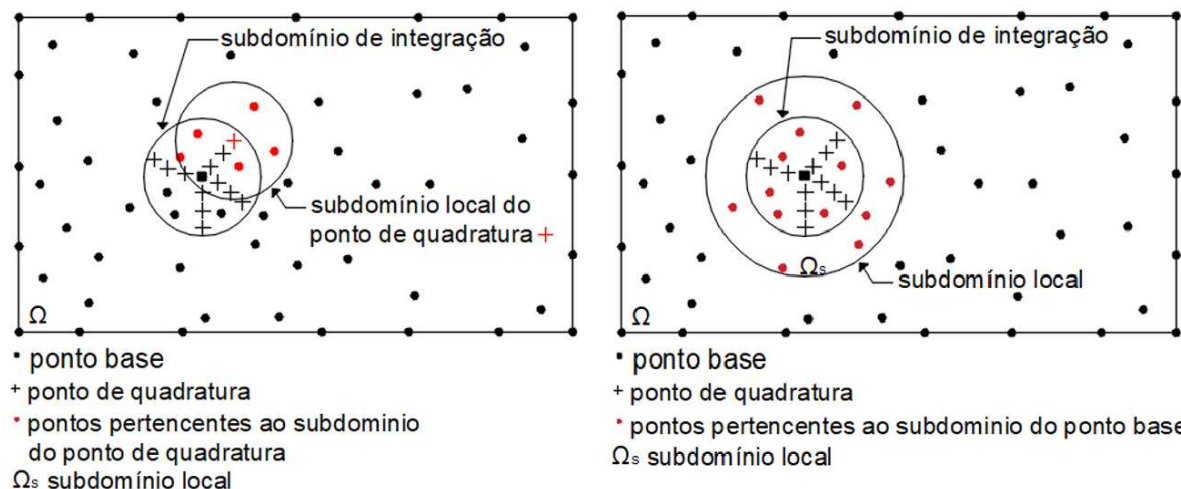 subdomínio de integração
subdomínio local do
ponto de quadratura +
Ω
ponto base
+ ponto de quadratura
pontos pertencentes ao subdominio
do ponto de quadratura
Ωs subdomínio local
subdomínio de integração
Ωs
subdomínio local
Ω
ponto base
+ ponto de quadratura
pontos pertencentes ao subdominio do ponto base
Ωs subdomínio local